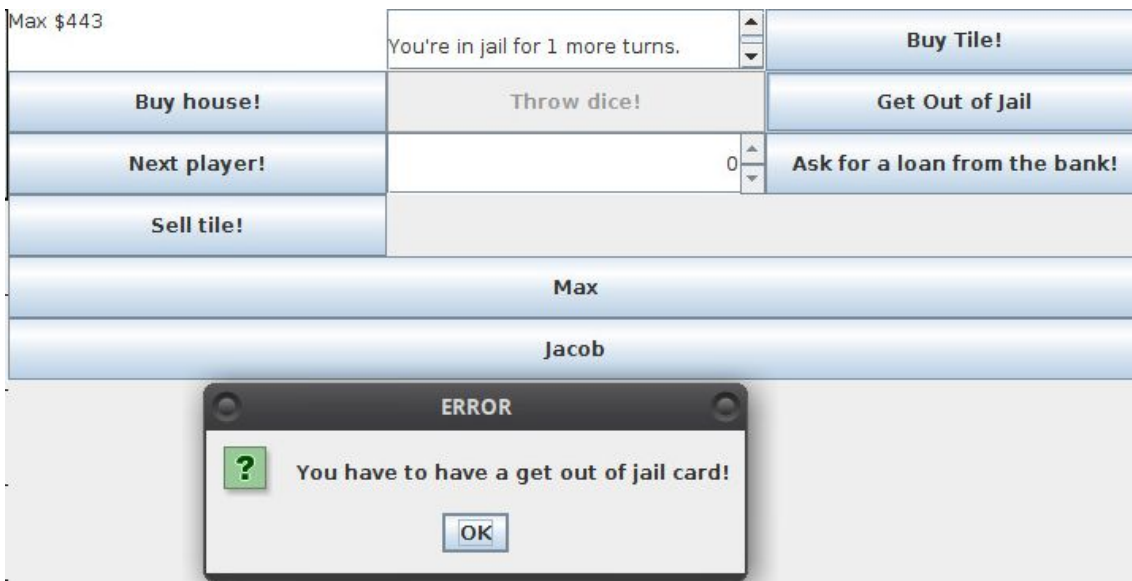 Max $443
You're in jail for 1 more turns.
Buy Tile!
Buy house!
Throw dice!
Get Out of Jail
Next player!
0
Ask for a loan from the bank!
Sell tile!
Max
Jacob
ERROR
?
You have to have a get out of jail card!
OK